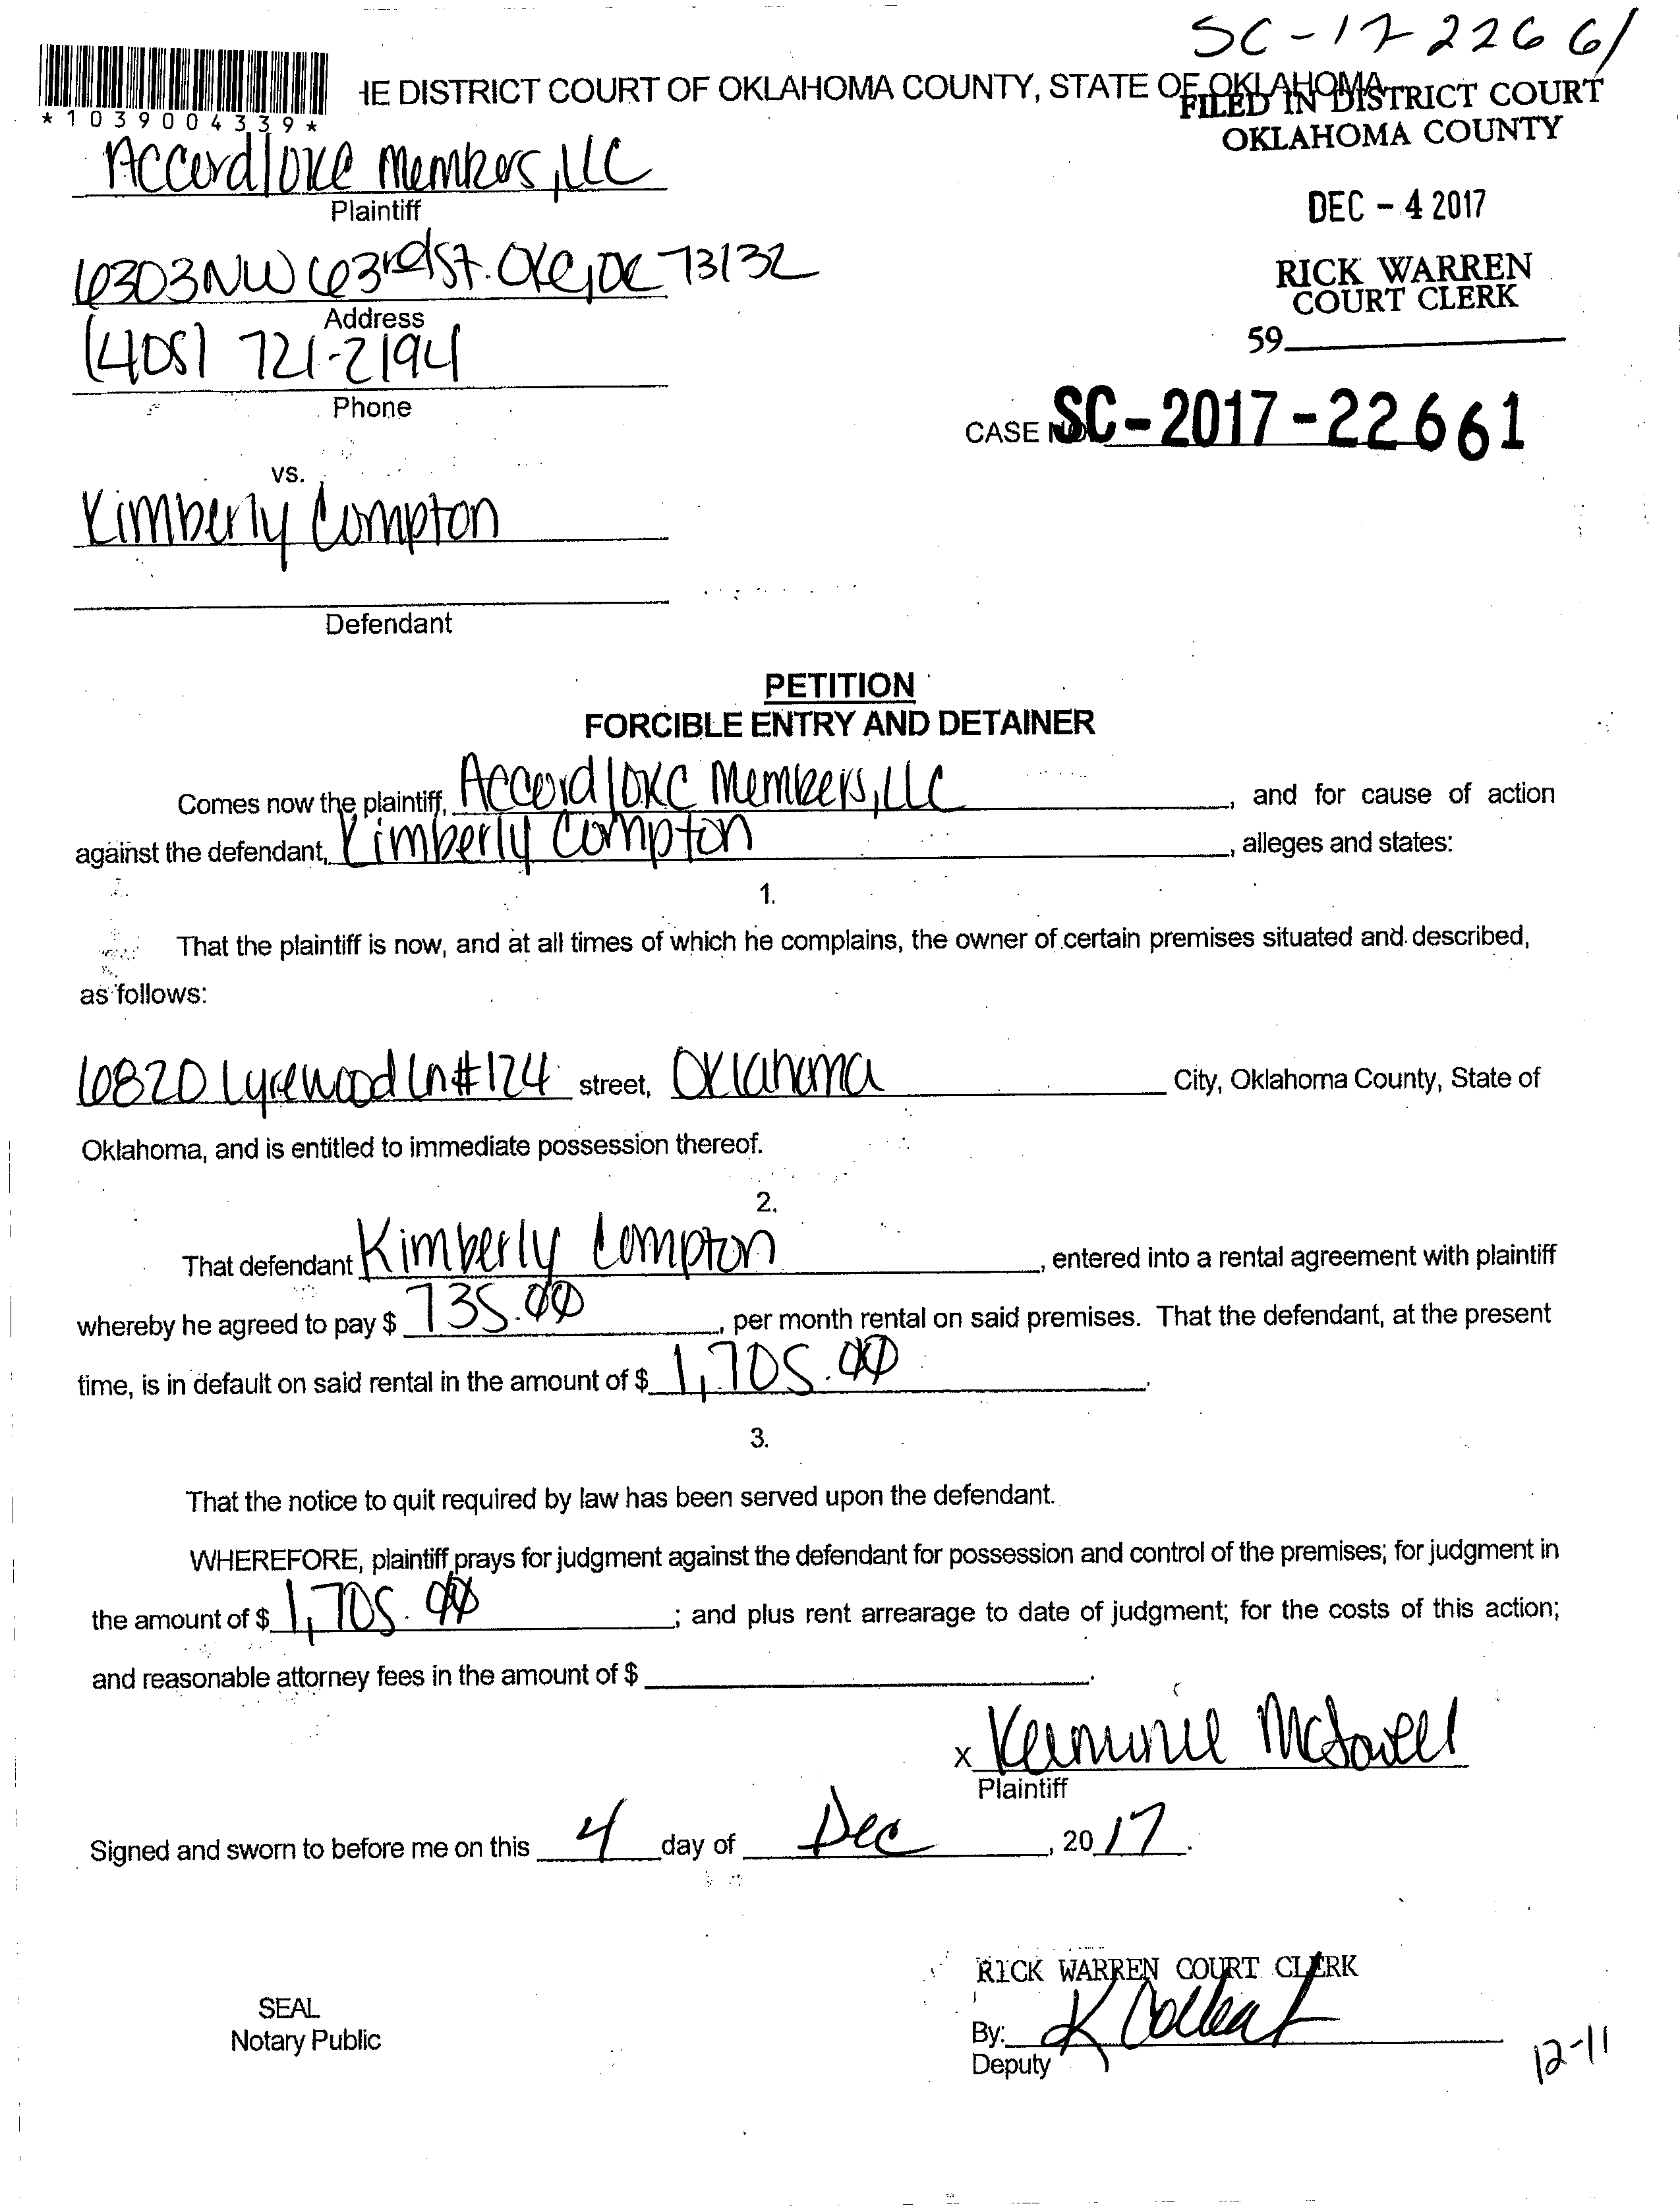 SC-17-22661
HE DISTRICT COURT OF OKLAHOMA COUNTY, STATE OF OKLAHOMA
*1039004339*
FILED IN DISTRICT COURT
OKLAHOMA COUNTY
Accord/OKC Members, LLC
Plaintiff
DEC - 4 2017
6303 NW 63rd St. OKC, OK 73132
Address
RICK WARREN
COURT CLERK
59
(405) 721-2194
Phone
CASE NO. SC-2017-22661
vs.
Kimberly Compton
Defendant
PETITION
FORCIBLE ENTRY AND DETAINER
Comes now the plaintiff, Accord/OKC Members, LLC, and for cause of action
against the defendant, Kimberly Compton, alleges and states:
1.
That the plaintiff is now, and at all times of which he complains, the owner of certain premises situated and described,
as follows:
6820 Lyrewood Ln #124 street, Oklahoma City, Oklahoma County, State of
Oklahoma, and is entitled to immediate possession thereof.
2.
That defendant Kimberly Compton, entered into a rental agreement with plaintiff
whereby he agreed to pay $ 735.00, per month rental on said premises. That the defendant, at the present
time, is in default on said rental in the amount of $ 1,705.00.
3.
That the notice to quit required by law has been served upon the defendant.
WHEREFORE, plaintiff prays for judgment against the defendant for possession and control of the premises; for judgment in
the amount of $ 1,705.00; and plus rent arrearage to date of judgment; for the costs of this action;
and reasonable attorney fees in the amount of $ .
x
Plaintiff
Signed and sworn to before me on this 4 day of Dec, 2017.
RICK WARREN COURT CLERK
SEAL
Notary Public
By: K
Deputy
12-11